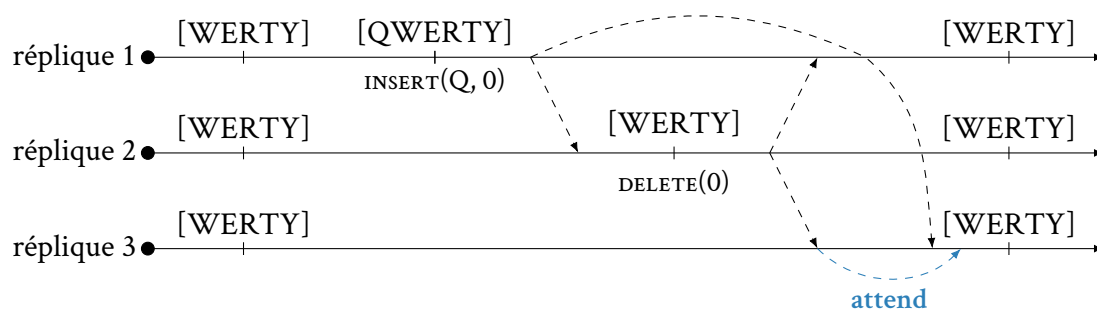 [WERTY] [QWERTY] [WERTY]
réplique 1
INSERT(Q, 0)
[WERTY] [WERTY] [WERTY]
réplique 2
DELETE(0)
[WERTY] [WERTY]
réplique 3
attend